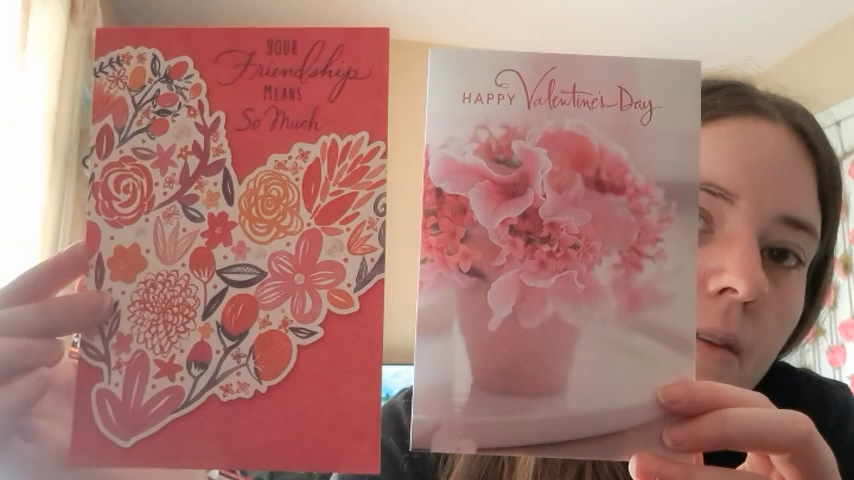 YOUR
Friendship
MEANS
So Much
HAPPY Valentine's Day